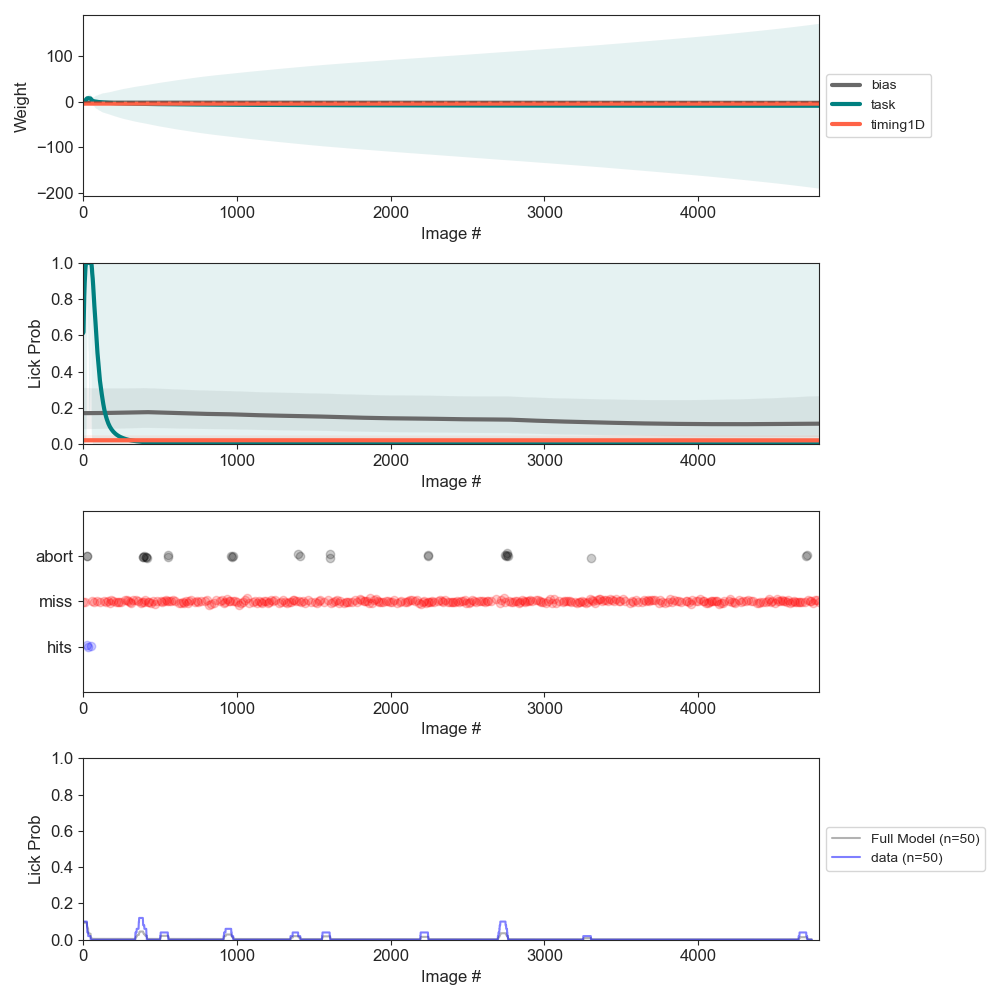 Weight
100
0
−100
−200
0 1000 2000 3000 4000
Image #
bias
task
timing1D
Lick Prob
1.0
0.8
0.6
0.4
0.2
0.0
0 1000 2000 3000 4000
Image #
abort
miss
hits
0 1000 2000 3000 4000
Image #
Lick Prob
1.0
0.8
0.6
0.4
0.2
0.0
0 1000 2000 3000 4000
Image #
Full Model (n=50)
data (n=50)